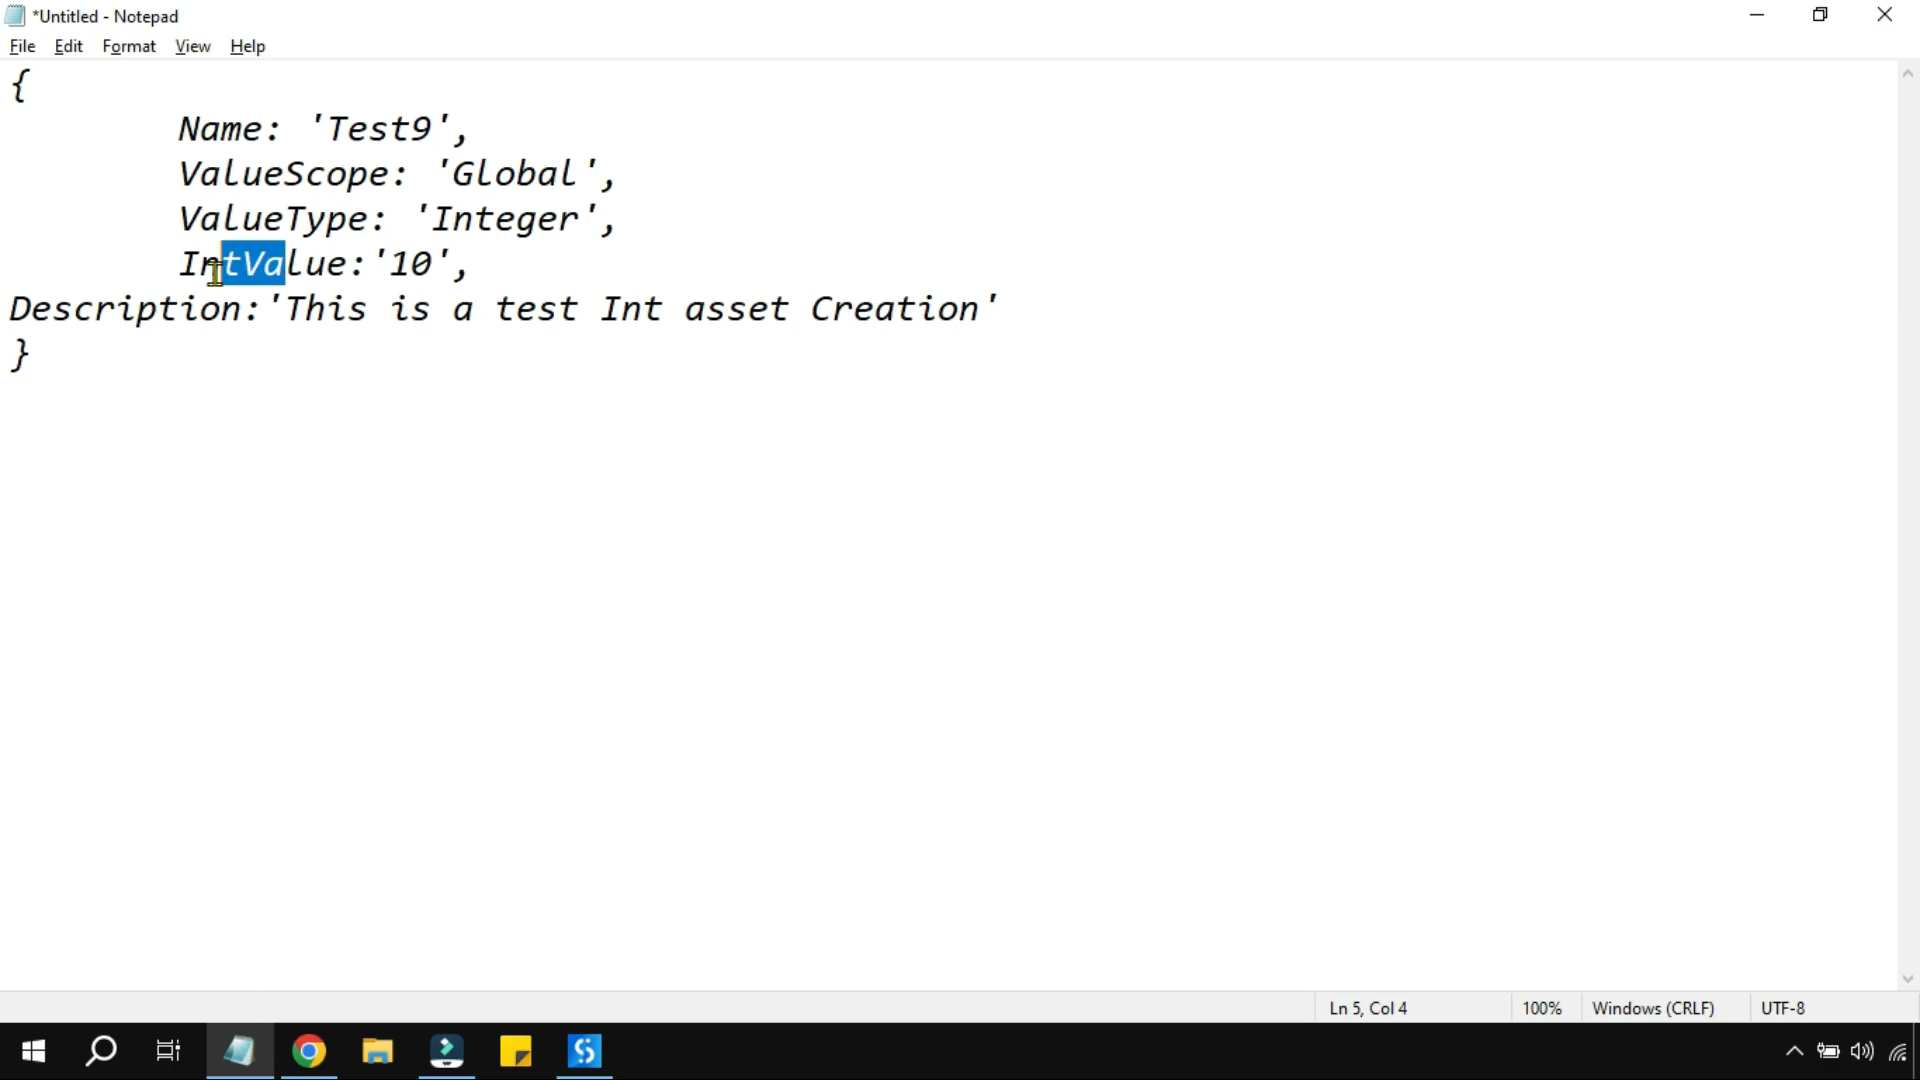 *Untitled - Notepad
File Edit Format View Help
{
Name: 'Test9',
ValueScope: 'Global',
ValueType: 'Integer',
IntValue:'10',
Description:'This is a test Int asset Creation'
}
Ln 5, Col 4 100% Windows (CRLF) UTF-8